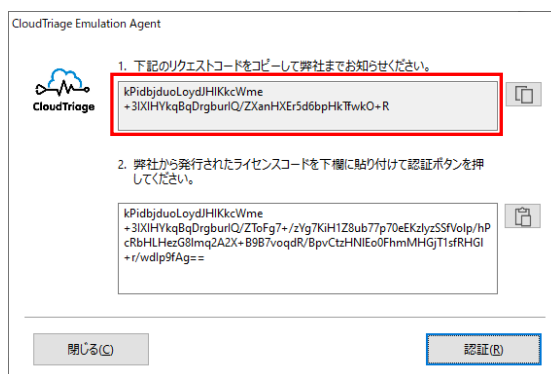 CloudTriage Emulation Agent
1. 下記のリクエストコードをコピーして弊社までお知らせください。
CloudTriage
kPidbjduoLoydJHIKkcWme
+3IXIHYkqBqDrgburIQ/ZXanHXEr5d6bpHkTfwkO+R
2. 弊社から発行されたライセンスコードを下欄に貼り付けて認証ボタンを押
してください。
kPidbjduoLoydJHIKkcWme
+3IXIHYkqBqDrgburIQ/ZToFg7+/zYg7KiH1Z8ub77p70eEKzlyzSSfVolp/hP
cRbHLHezG8Imq2A2X+B9B7voqdR/BpvCtzHNIEo0FhmMHGjT1sfRHGI
+r/wdIp9fAg==
閉じる(C)
認証(R)